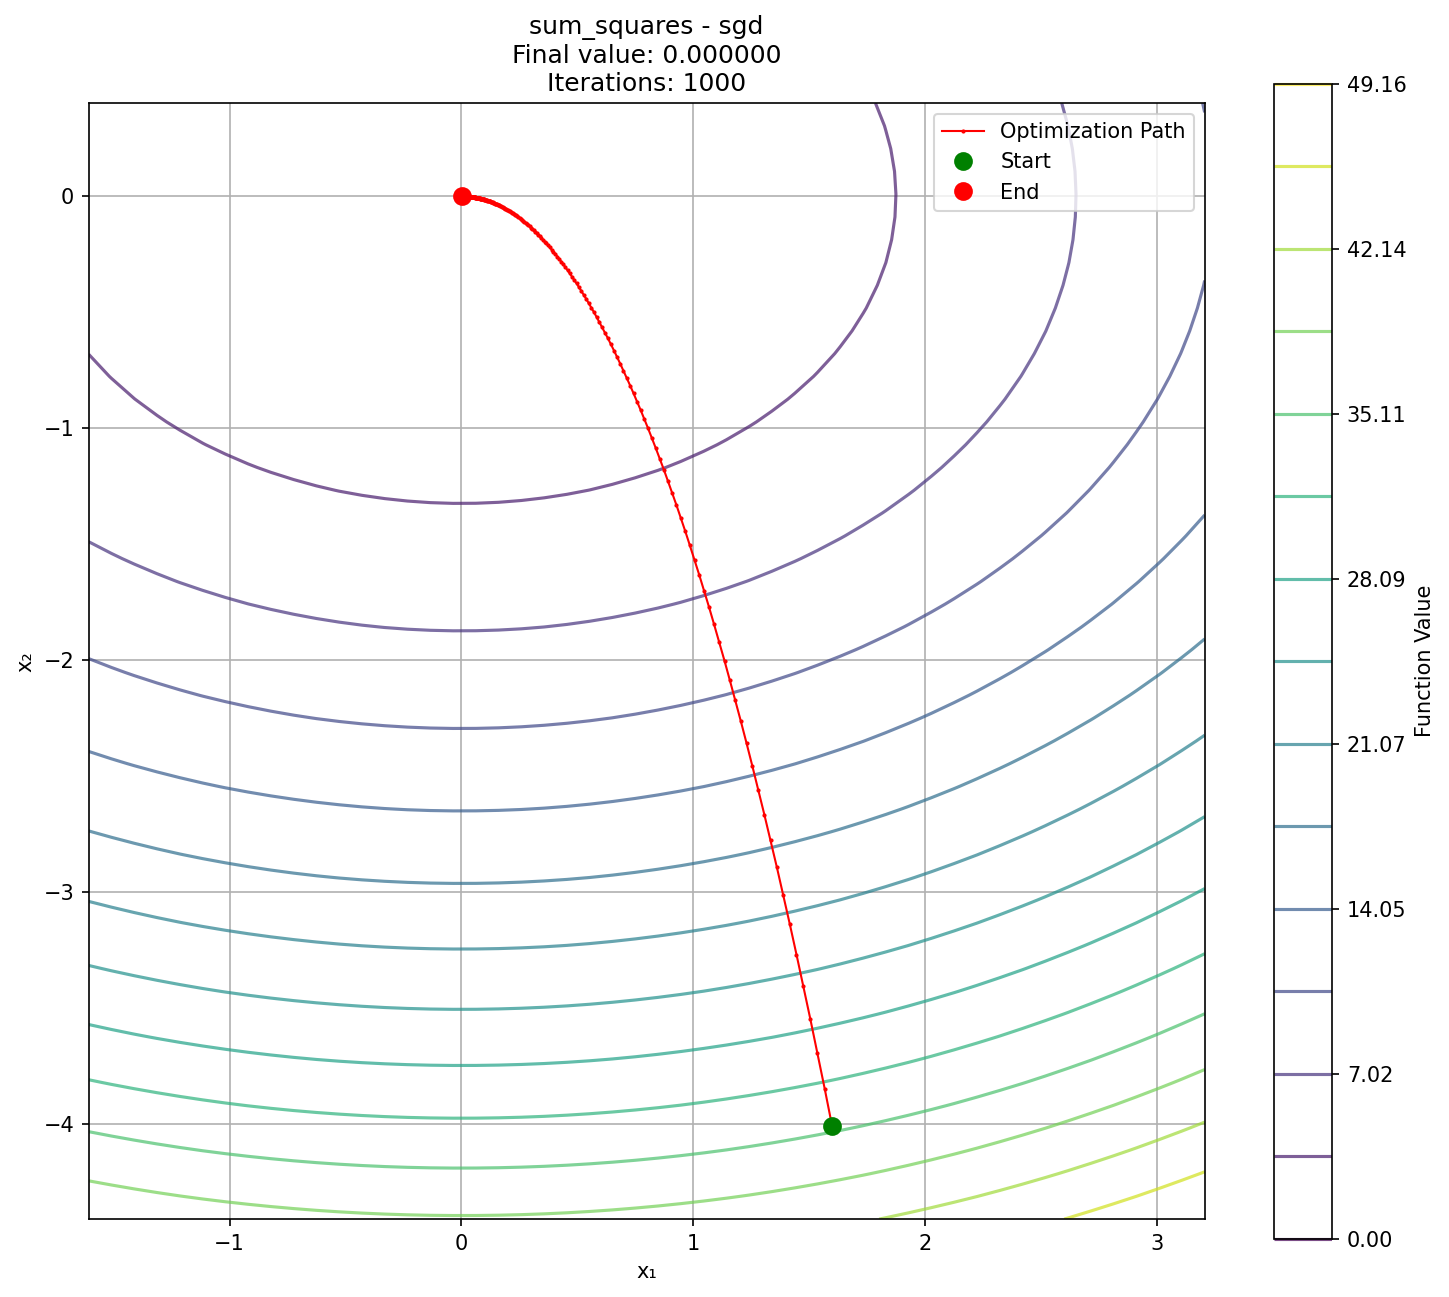 sum_squares - sgd
Final value: 0.000000
Iterations: 1000
Optimization Path
Start
End
0
−1
−2
−3
−4
x₂
−1
0
1
2
3
x₁
49.16
42.14
35.11
28.09
21.07
14.05
7.02
0.00
Function Value